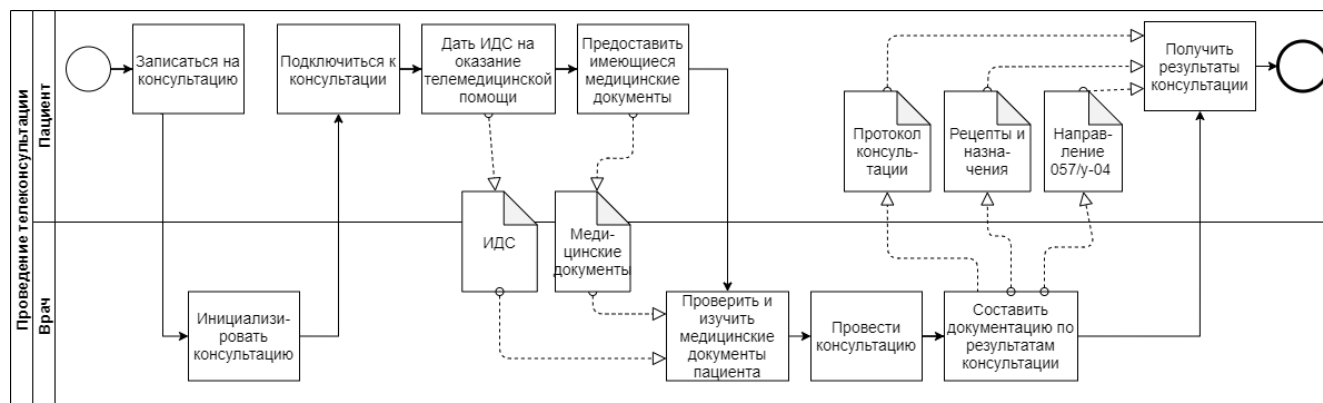 Проведение телеконсультации
Пациент
Записаться на
консультацию
Подключиться к
консультации
Дать ИДС на
оказание
телемедицинской
помощи
Предоставить
имеющиеся
медицинские
документы
Протокол
консуль-
тации
Рецепты и
назна-
чения
Направ-
ление
057/у-04
Получить
результаты
консультации
Врач
ИДС
Меди-
цинские
документы
Инициализи-
ровать
консультацию
Проверить и
изучить
медицинские
документы
пациента
Провести
консультацию
Составить
документацию по
результатам
консультации